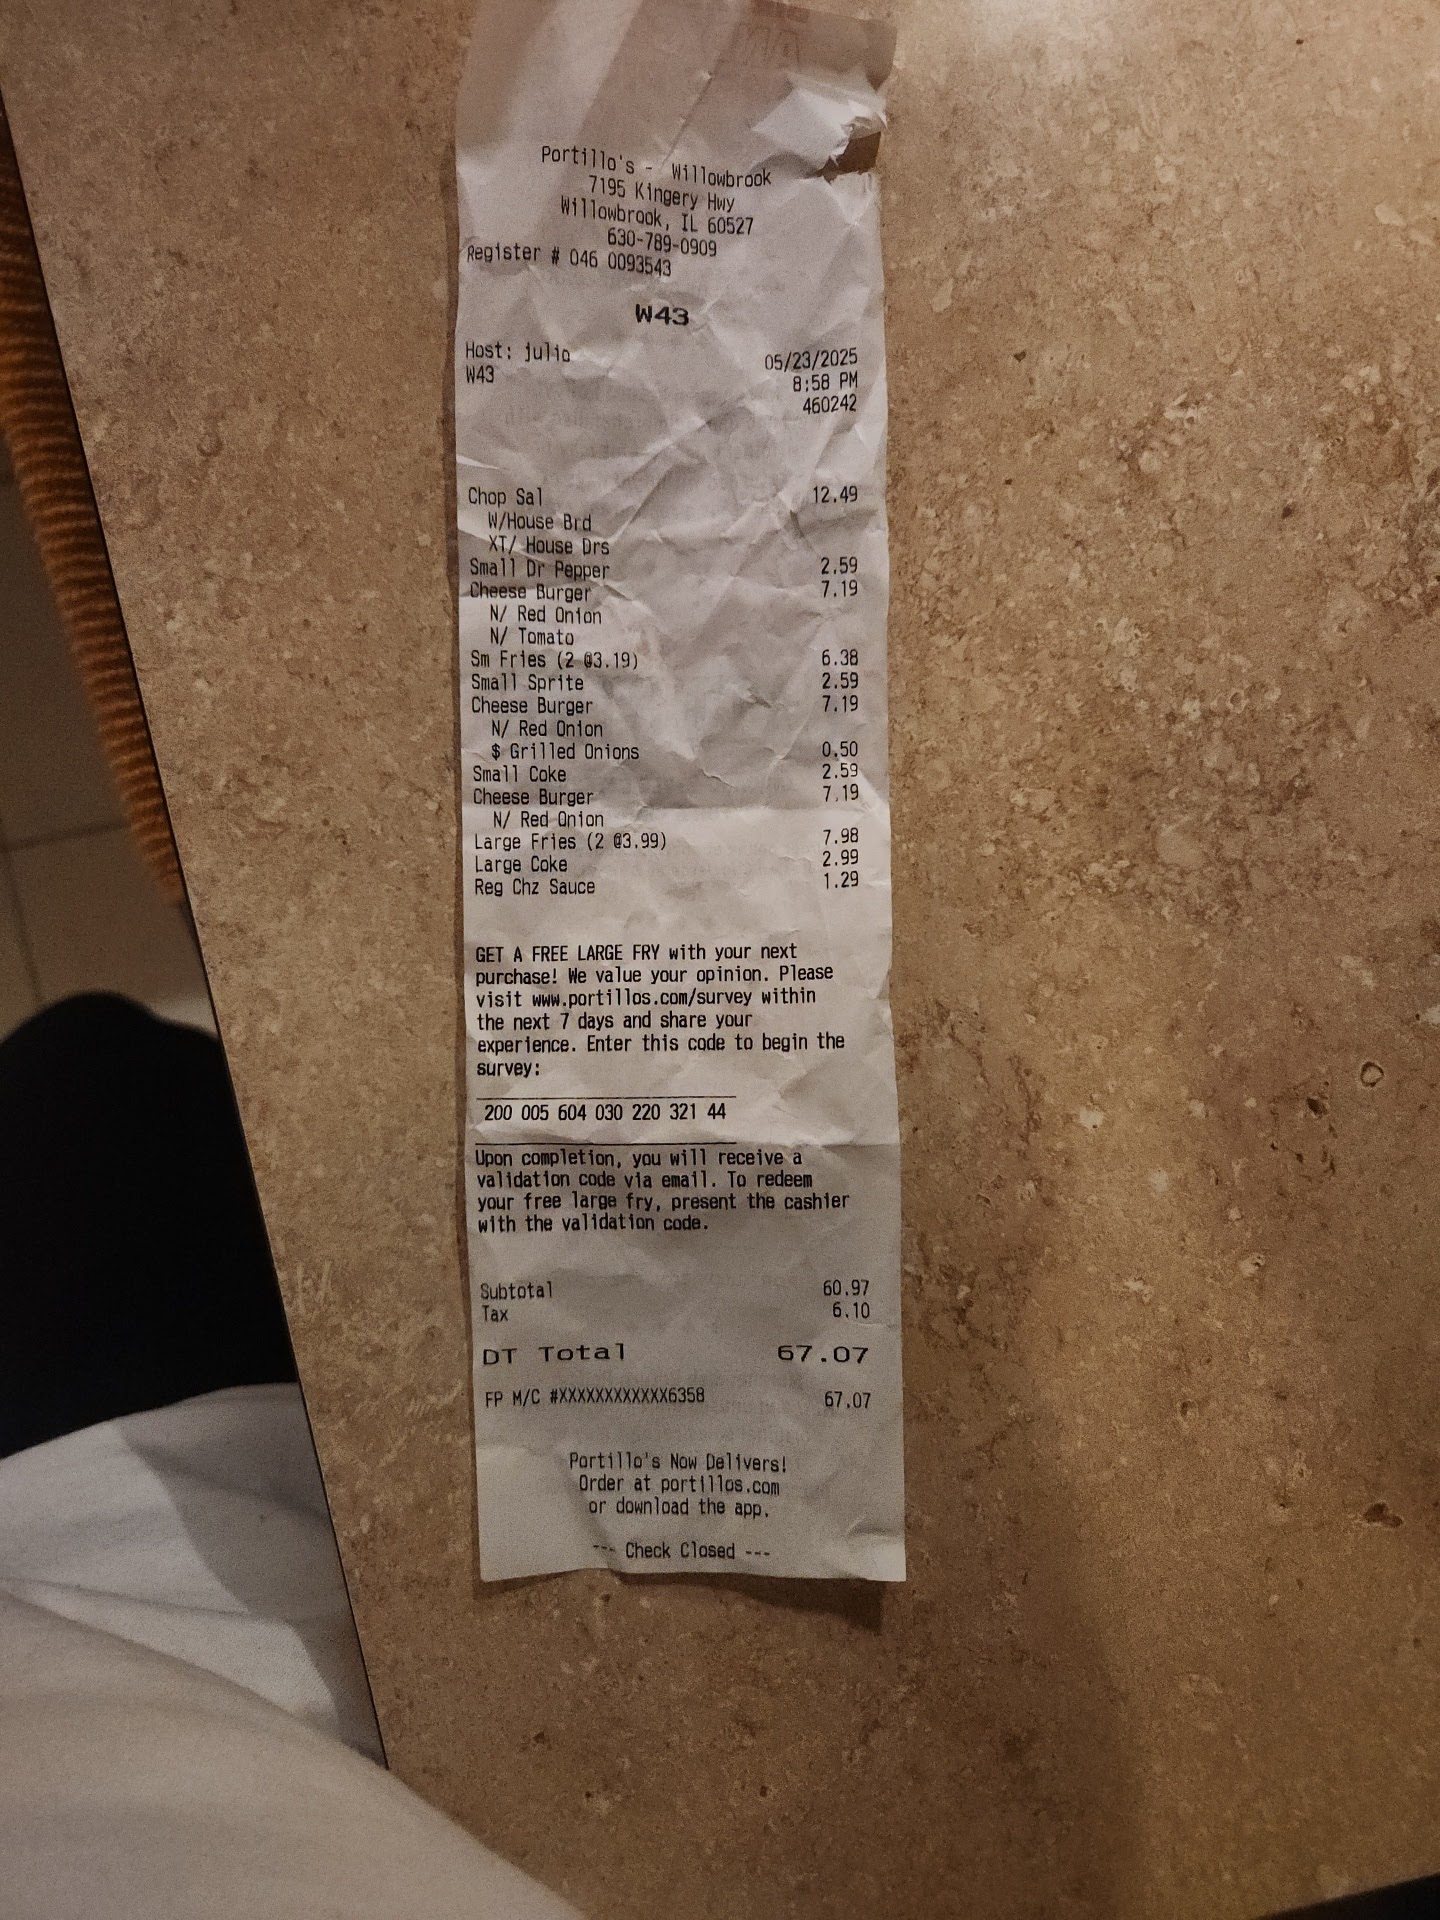 Portillo's - Willowbrook
7195 Kingery Hwy
Willowbrook, IL 60527
630-789-0909
Register # 046 0093543
W43
Host: julio
05/23/2025
W43
8:58 PM
460242
Chop Sal 12.49
W/House Brd
XT/ House Drs
Small Dr Pepper 2.59
Cheese Burger 7.19
N/ Red Onion
N/ Tomato
Sm Fries (2 @3.19) 6.38
Small Sprite 2.59
Cheese Burger 7.19
N/ Red Onion
$ Grilled Onions 0.50
Small Coke 2.59
Cheese Burger 7.19
N/ Red Onion
Large Fries (2 @3.99) 7.98
Large Coke 2.99
Reg Chz Sauce 1.29
GET A FREE LARGE FRY with your next
purchase! We value your opinion. Please
visit www.portillos.com/survey within
the next 7 days and share your
experience. Enter this code to begin the
survey:
200 005 604 030 220 321 44
Upon completion, you will receive a
validation code via email. To redeem
your free large fry, present the cashier
with the validation code.
Subtotal 60.97
Tax 6.10
DT Total 67.07
FP M/C #XXXXXXXXXXXX6358 67.07
Portillo's Now Delivers!
Order at portillos.com
or download the app.
--- Check Closed ---